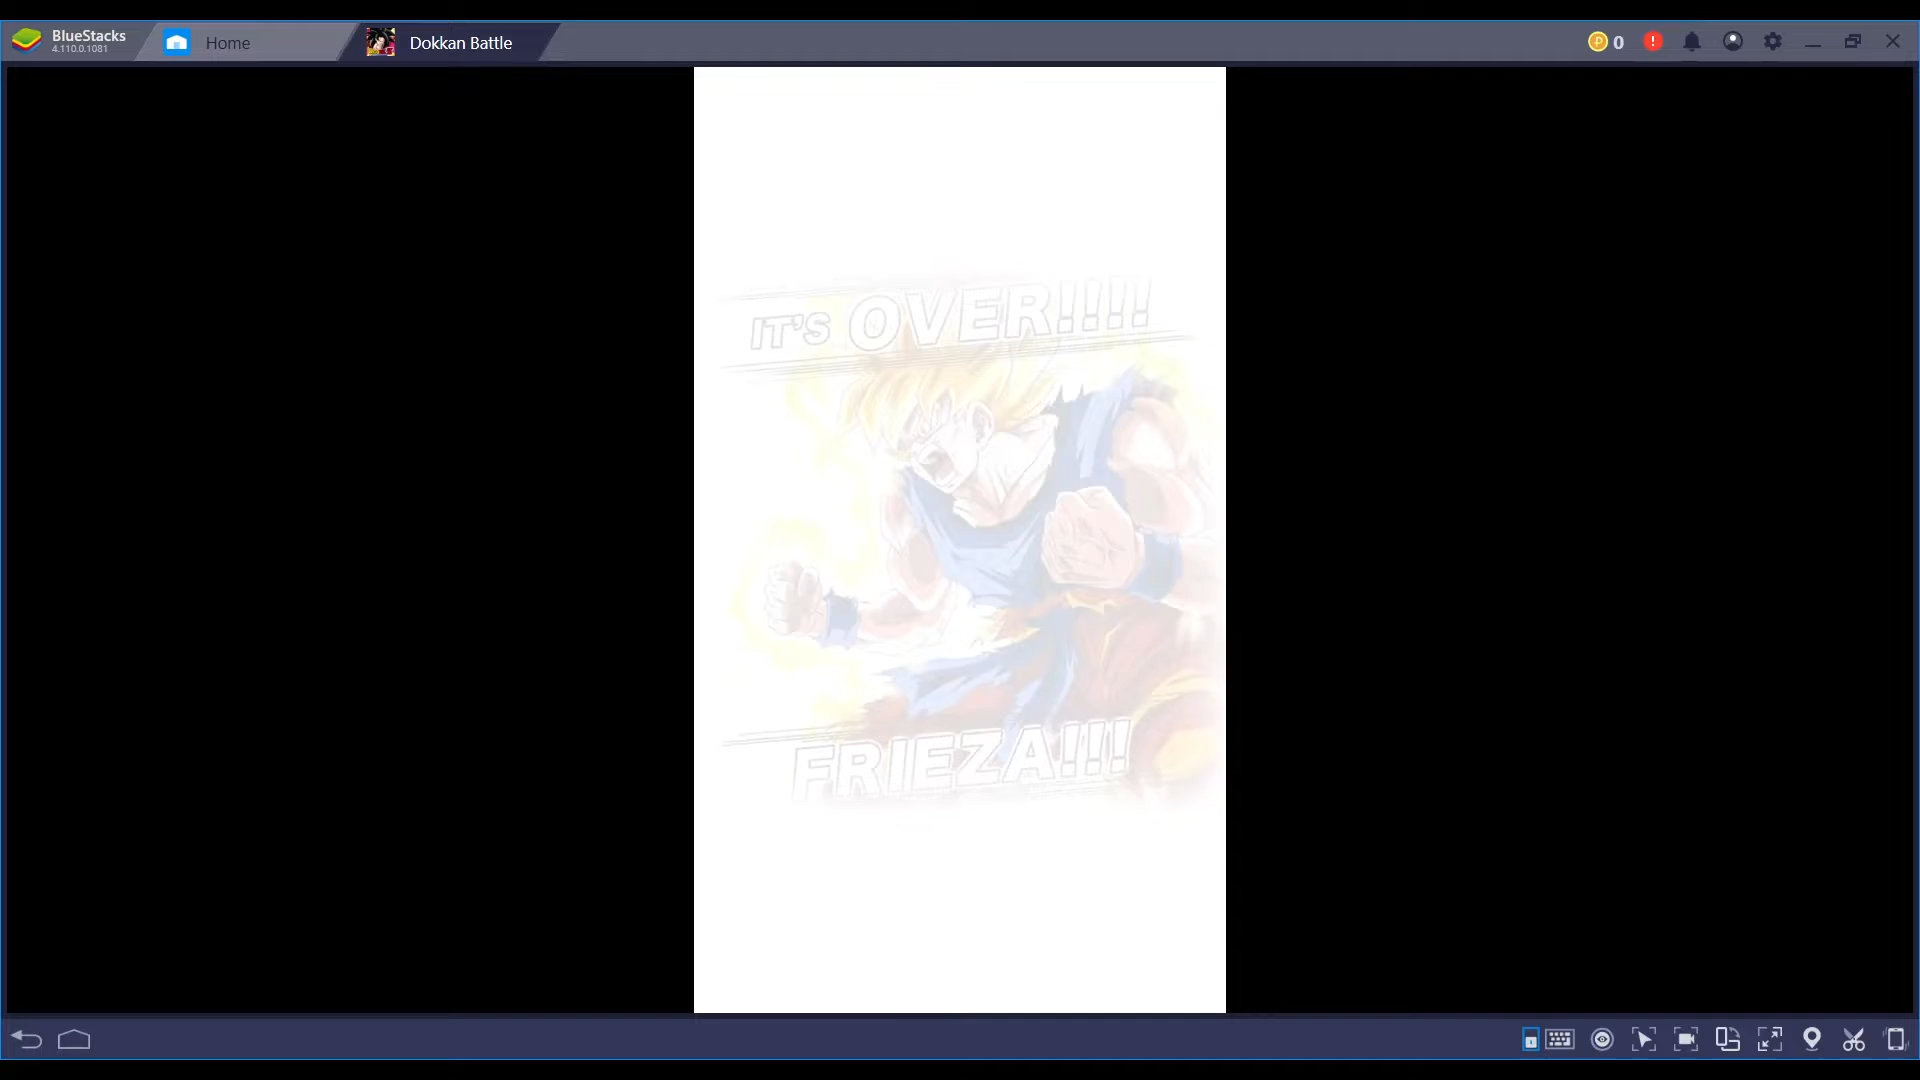 BlueStacks
4.110.0.1081
Home
Dokkan Battle
0
IT'S OVER!!!!
FRIEZA!!!